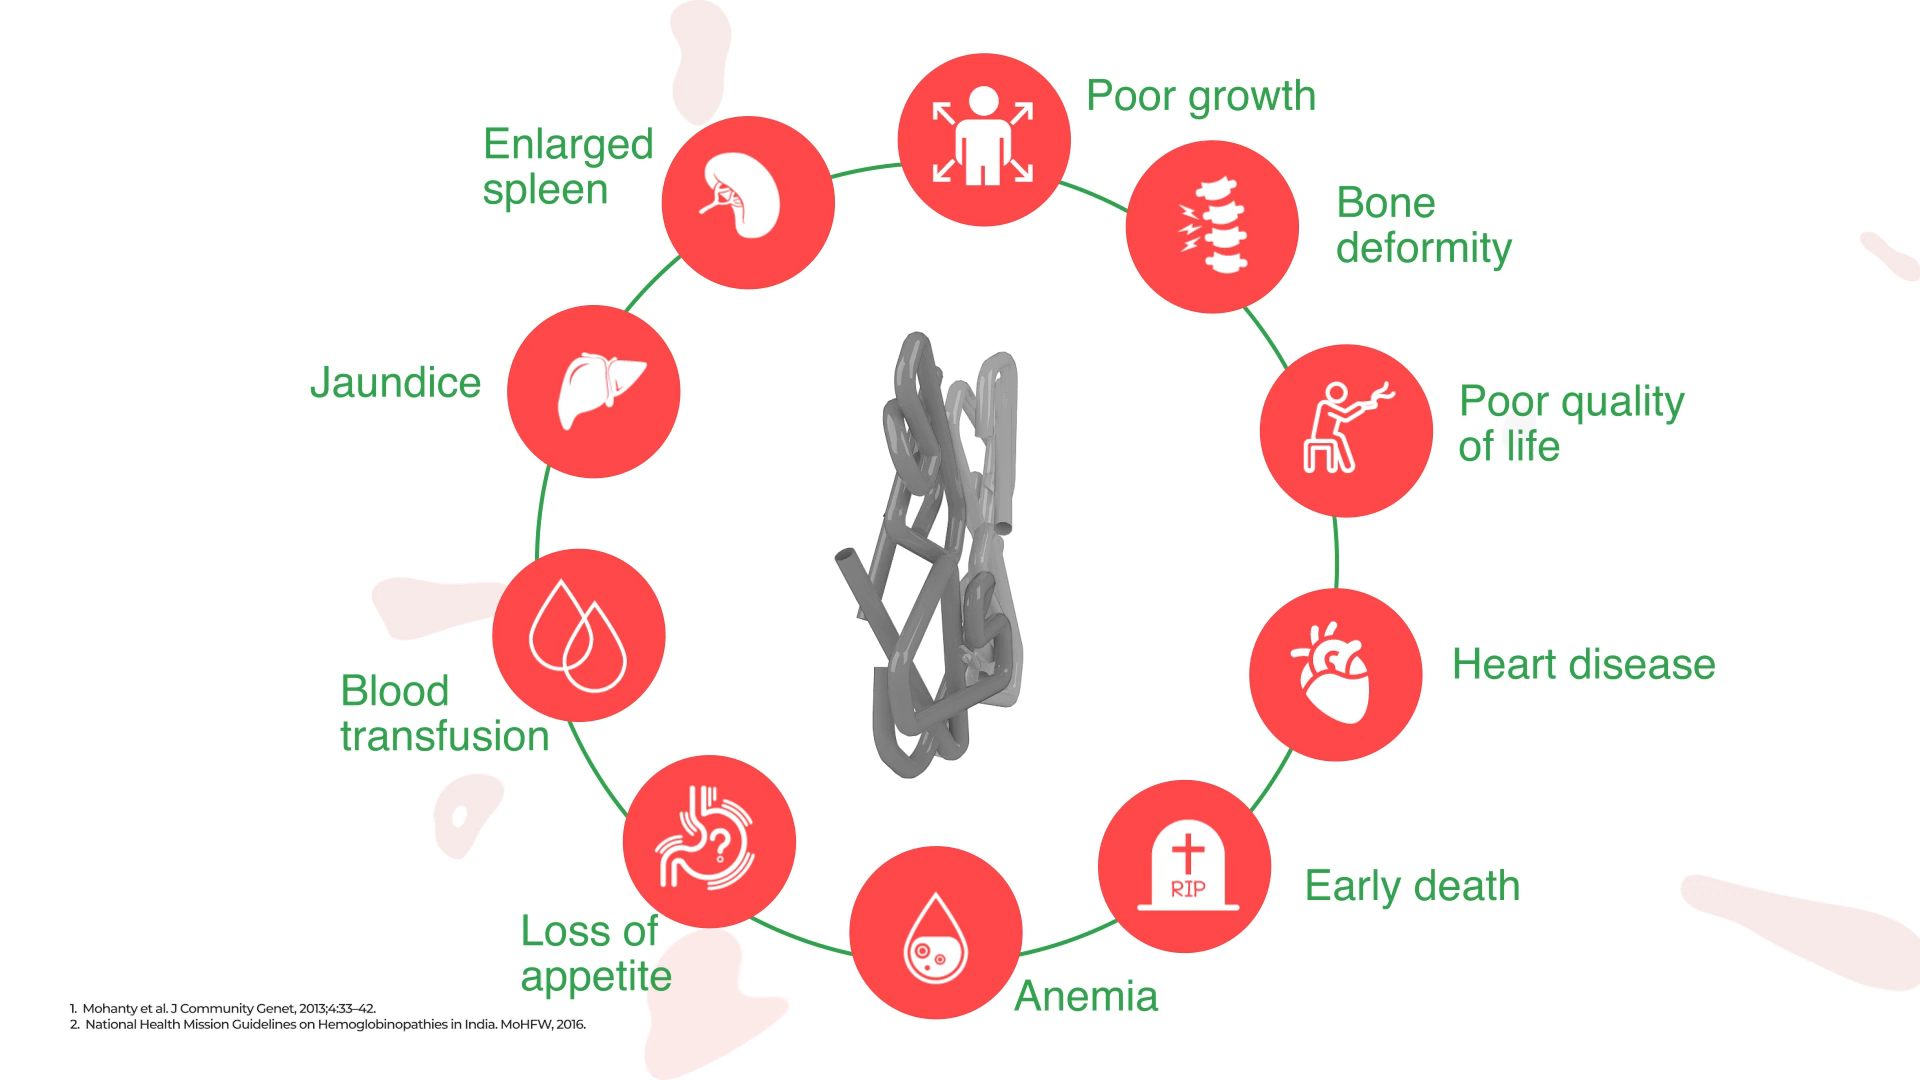 Poor growth
Enlarged
spleen
Bone
deformity
Jaundice
Poor quality
of life
Heart disease
Blood
transfusion
RIP
Early death
?
Loss of
appetite
Anemia
1. Mohanty et al. J Community Genet, 2013;4:33–42.
2. National Health Mission Guidelines on Hemoglobinopathies in India. MoHFW, 2016.